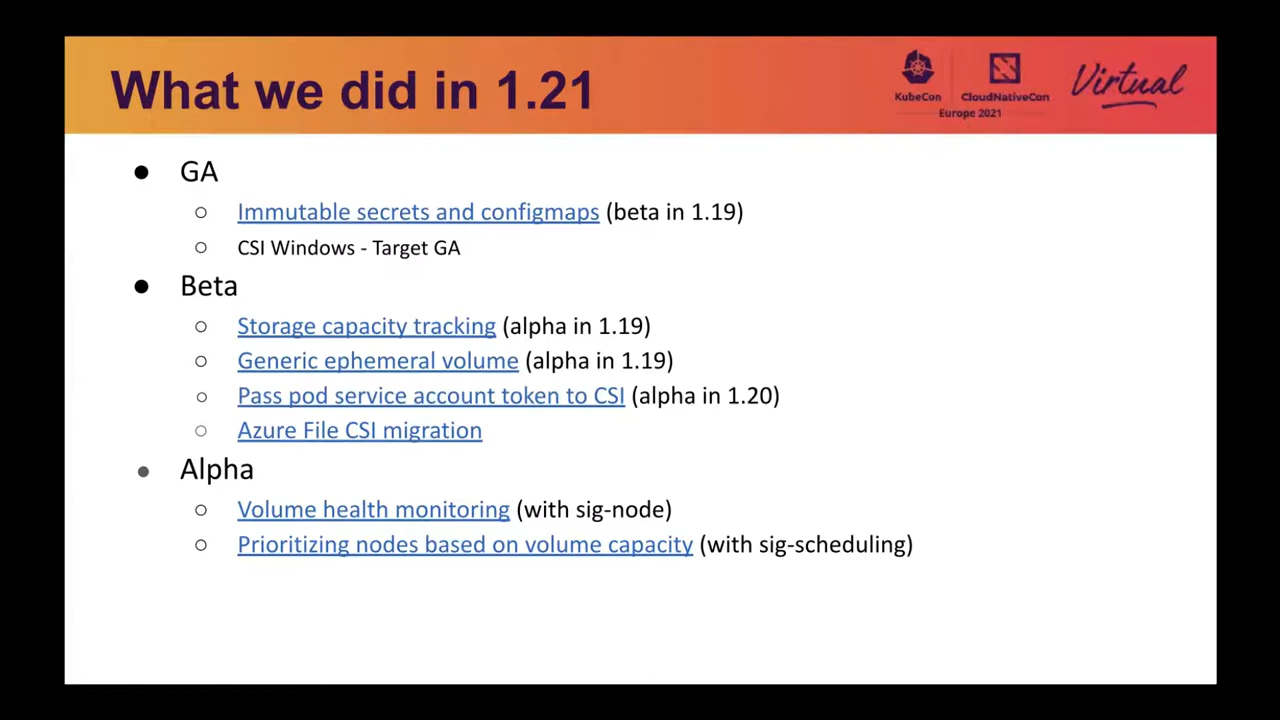 What we did in 1.21
KubeCon
CloudNativeCon
Europe 2021
Virtual
● GA
○ Immutable secrets and configmaps (beta in 1.19)
○ CSI Windows - Target GA
● Beta
○ Storage capacity tracking (alpha in 1.19)
○ Generic ephemeral volume (alpha in 1.19)
○ Pass pod service account token to CSI (alpha in 1.20)
○ Azure File CSI migration
● Alpha
○ Volume health monitoring (with sig-node)
○ Prioritizing nodes based on volume capacity (with sig-scheduling)